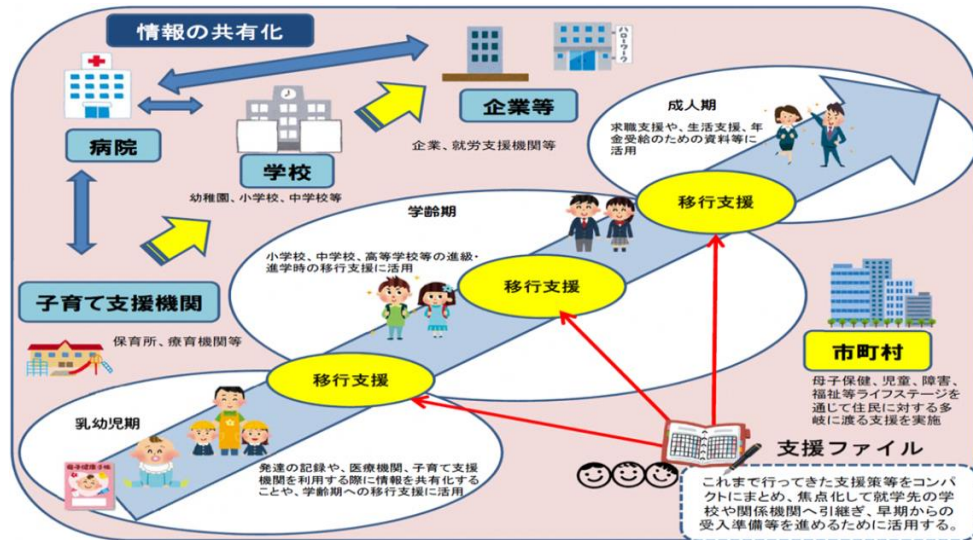 情報の共有化
ハローワーク
病院
学校
幼稚園、小学校、中学校等
企業等
企業、就労支援機関等
成人期
求職支援や、生活支援、年
金受給のための資料等に
活用
移行支援
学齢期
小学校、中学校、高等学校等の進級・
進学時の移行支援に活用
移行支援
子育て支援機関
保育所、療育機関等
移行支援
市町村
母子保健、児童、障害、
福祉等ライフステージを
通じて住民に対する多
岐に渡る支援を実施
乳幼児期
母子健康手帳
発達の記録や、医療機関、子育て支援
機関を利用する際に情報を共有化する
ことや、学齢期への移行支援に活用
支援ファイル
これまで行ってきた支援策等をコンパ
クトにまとめ、焦点化して就学先の学
校や関係機関へ引継ぎ、早期からの
受入準備等を進めるために活用する。